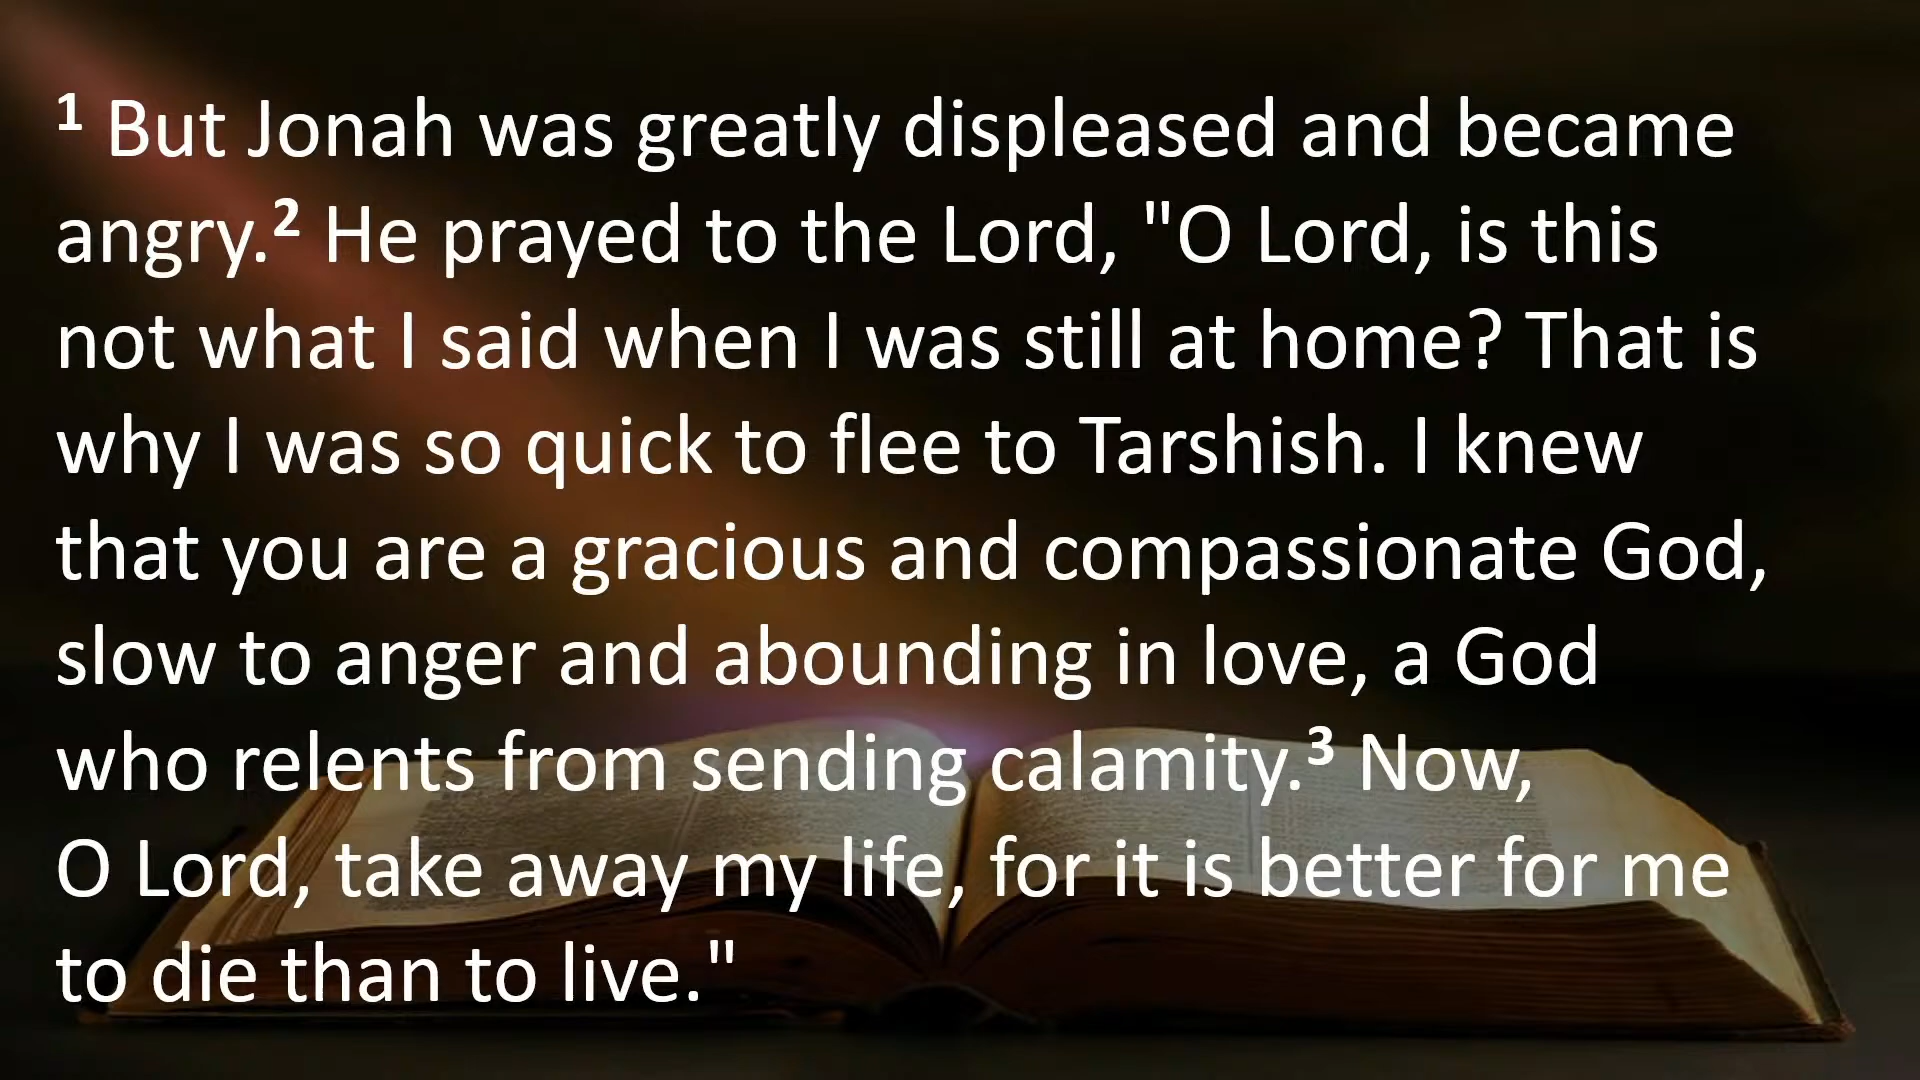 ¹ But Jonah was greatly displeased and became
angry.² He prayed to the Lord, "O Lord, is this
not what I said when I was still at home? That is
why I was so quick to flee to Tarshish. I knew
that you are a gracious and compassionate God,
slow to anger and abounding in love, a God
who relents from sending calamity.³ Now,
O Lord, take away my life, for it is better for me
to die than to live."